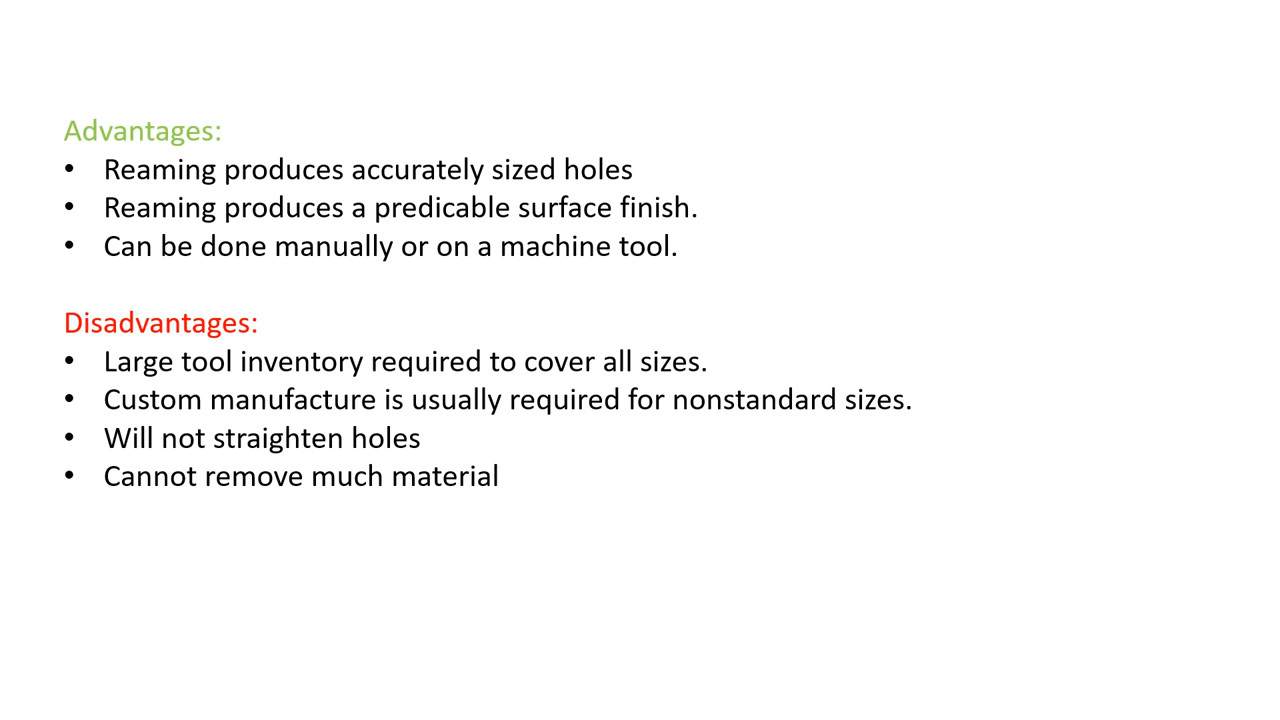 Advantages:
• Reaming produces accurately sized holes
• Reaming produces a predicable surface finish.
• Can be done manually or on a machine tool.
Disadvantages:
• Large tool inventory required to cover all sizes.
• Custom manufacture is usually required for nonstandard sizes.
• Will not straighten holes
• Cannot remove much material